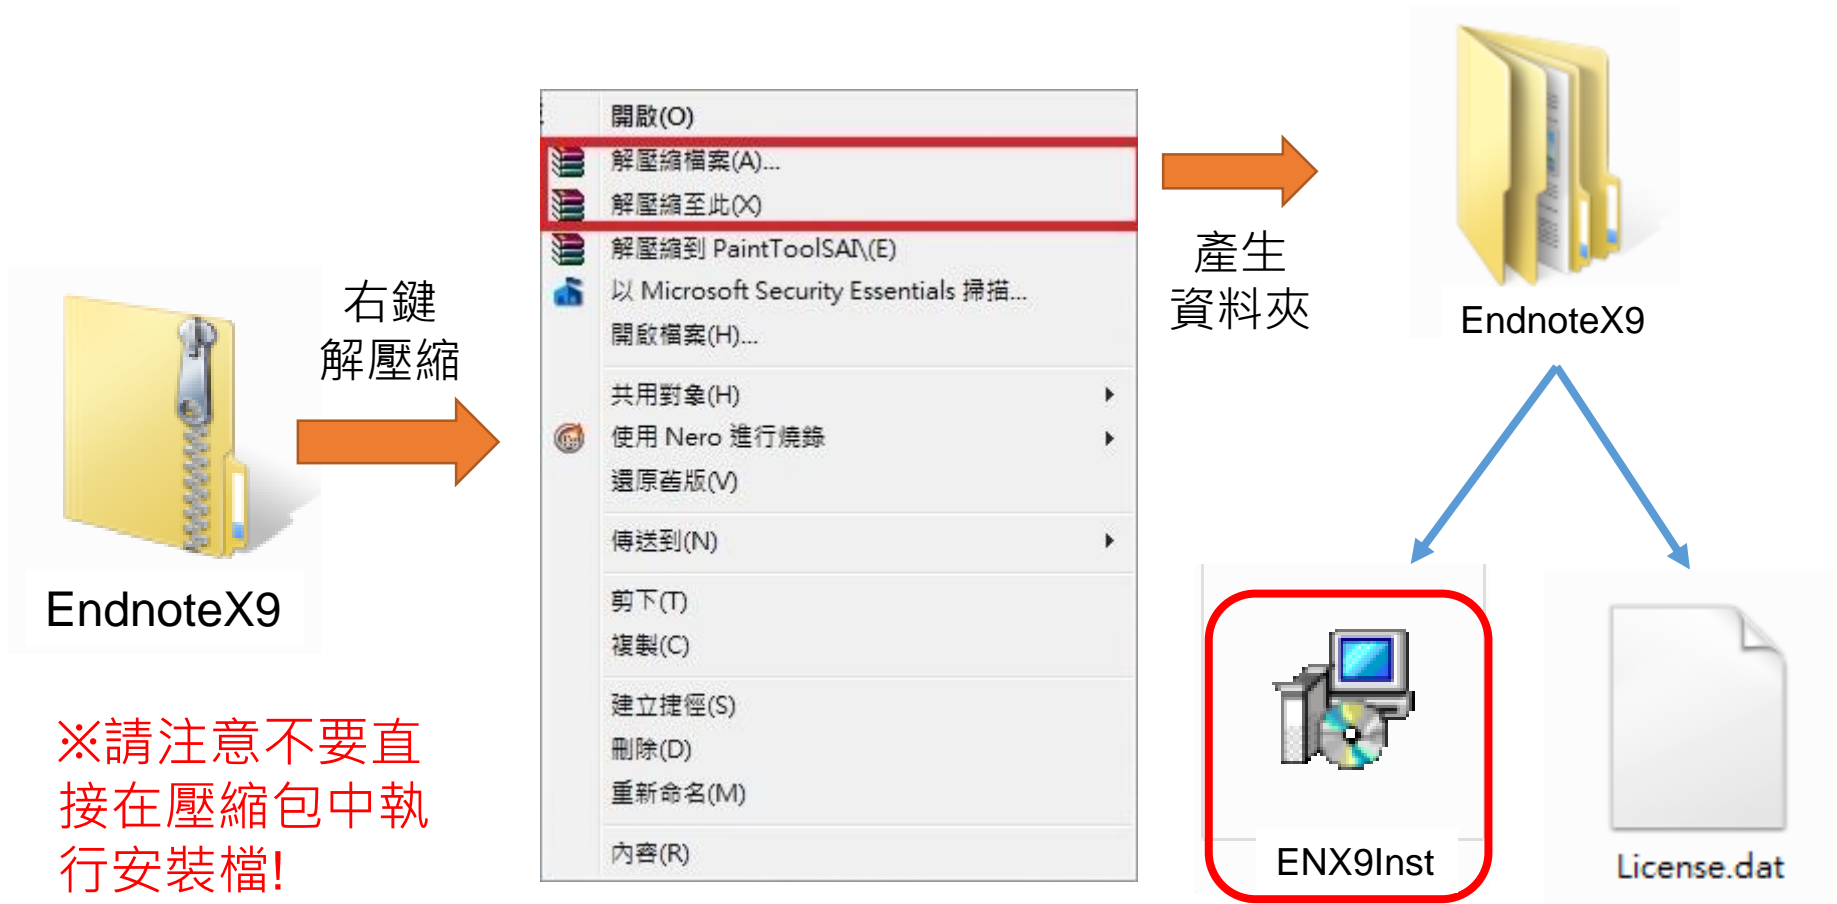 EndnoteX9
右鍵
解壓縮
※請注意不要直
接在壓縮包中執
行安裝檔!
開啟(O)
解壓縮檔案(A)...
解壓縮至此(X)
解壓縮到 PaintToolSAI\(E)
以 Microsoft Security Essentials 掃描...
開啟檔案(H)...
共用對象(H)
使用 Nero 進行燒錄
還原舊版(V)
傳送到(N)
剪下(T)
複製(C)
建立捷徑(S)
刪除(D)
重新命名(M)
內容(R)
產生
資料夾
EndnoteX9
ENX9Inst
License.dat